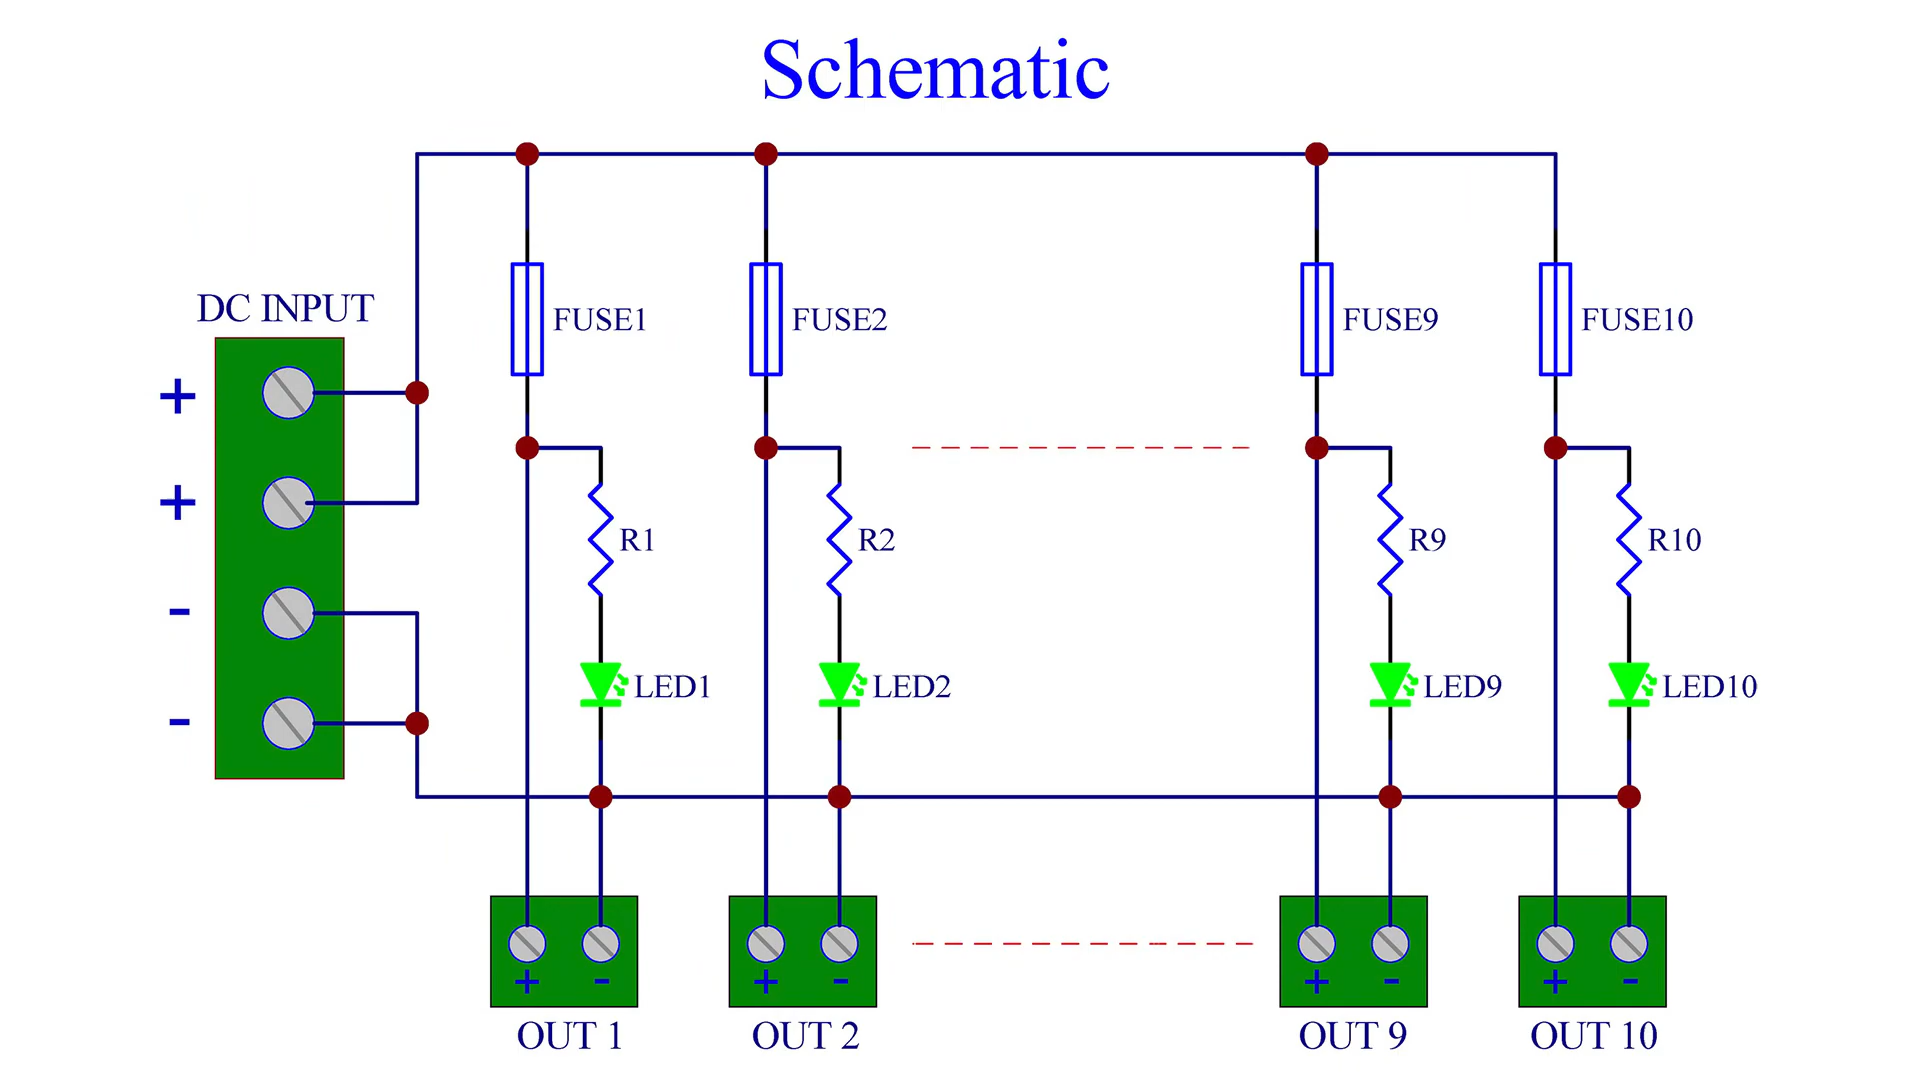 Schematic
DC INPUT
+
+
-
-
FUSE1
FUSE2
FUSE9
FUSE10
R1
R2
R9
R10
LED1
LED2
LED9
LED10
+ -
+ -
+ -
+ -
OUT 1
OUT 2
OUT 9
OUT 10